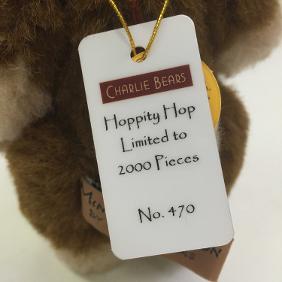 CHARLIE BEARS
Hoppity Hop
Limited to
2000 Pieces
No. 470